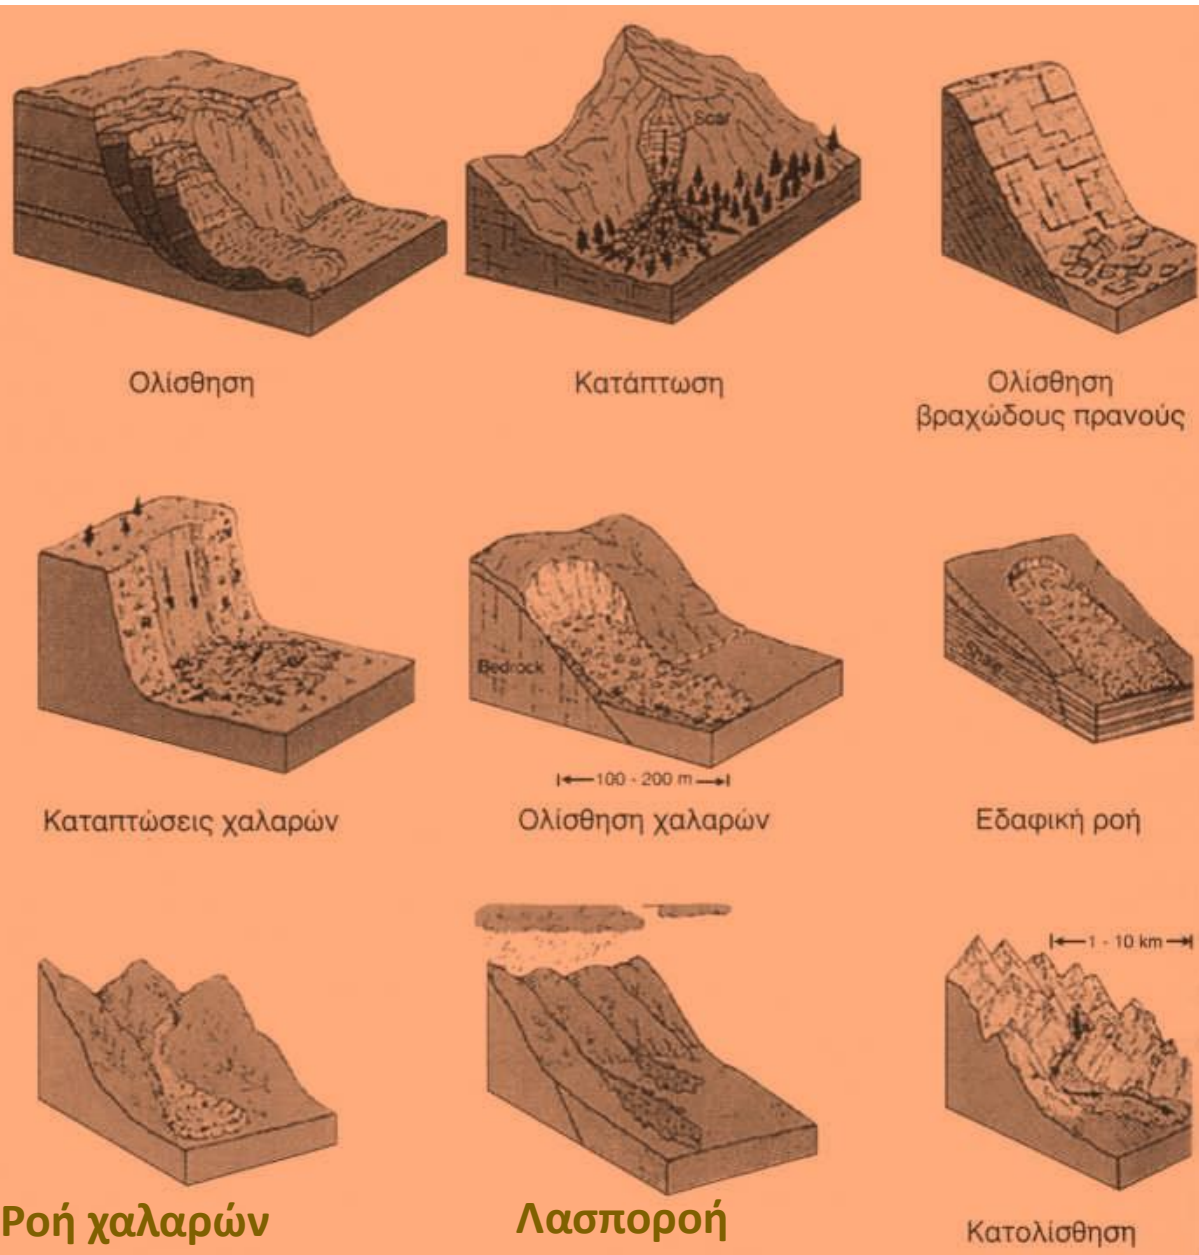 Scar
Ολίσθηση
Κατάπτωση
Ολίσθηση
βραχώδους πρανούς
Bedrock
Shale
100 - 200 m
Καταπτώσεις χαλαρών
Ολίσθηση χαλαρών
Εδαφική ροή
1 - 10 km
Ροή χαλαρών
Λασποροή
Κατολίσθηση